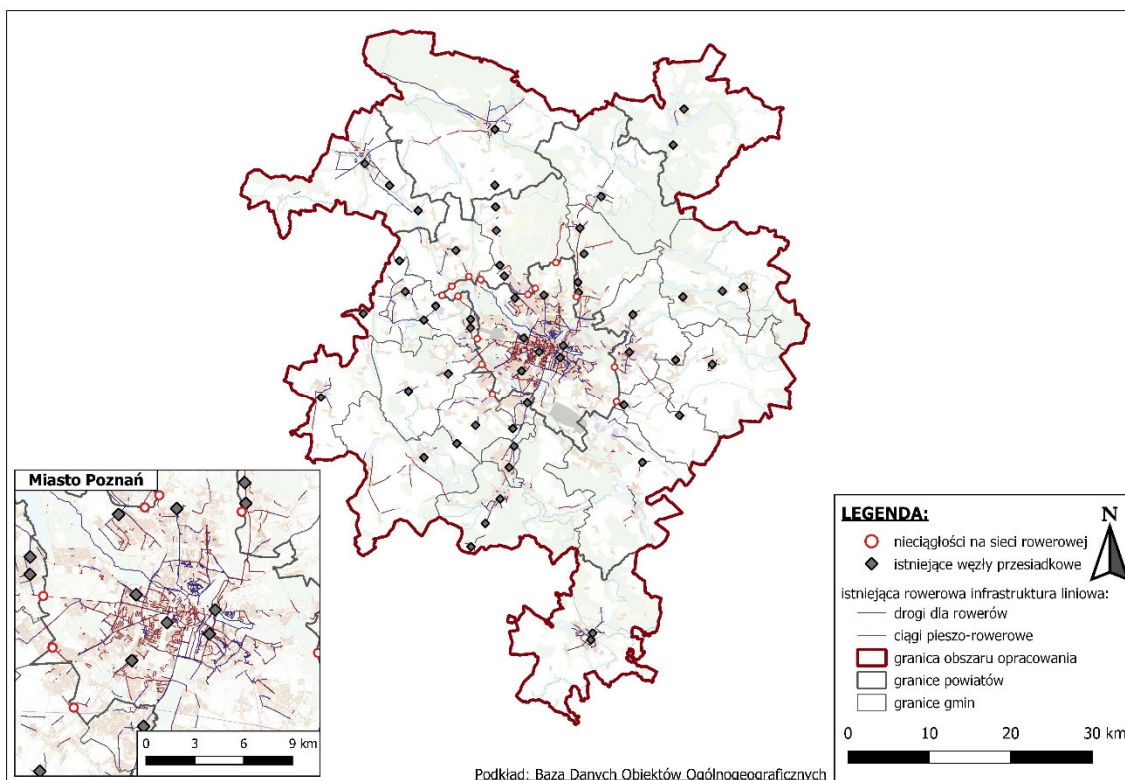 Miasto Poznań
0 3 6 9 km
LEGENDA:
N
nieciągłości na sieci rowerowej
istniejące węzły przesiadkowe
istniejąca rowerowa infrastruktura liniowa:
drogi dla rowerów
ciągi pieszo-rowerowe
granica obszaru opracowania
granice powiatów
granice gmin
0 10 20 30 km
Podkład: Baza Danych Obiektów Ogólnogeograficznych